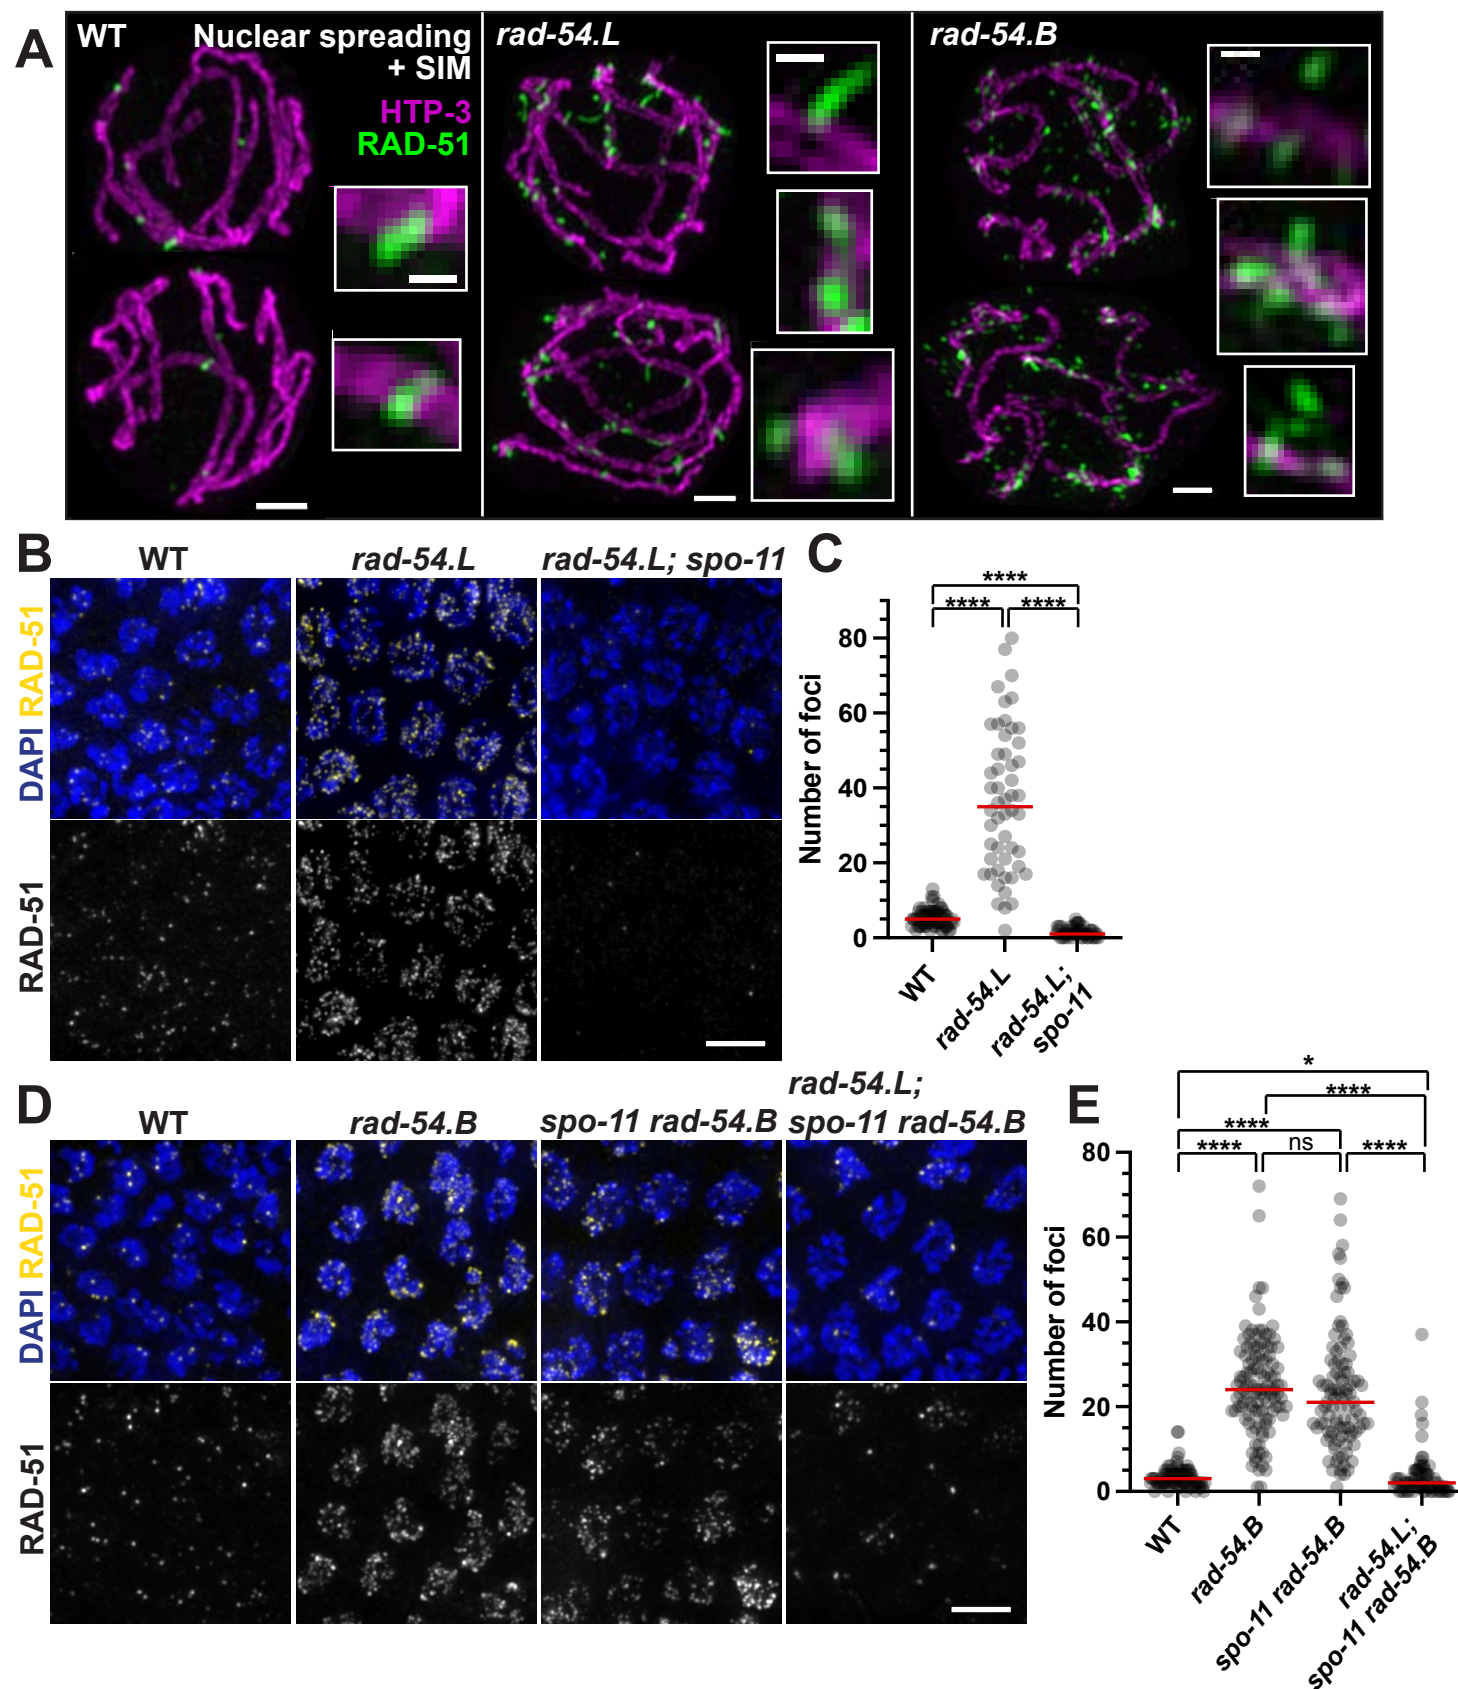 A
WT
Nuclear spreading
+ SIM
HTP-3
RAD-51
rad-54.L
rad-54.B
B
WT
rad-54.L
rad-54.L; spo-11
DAPI RAD-51
RAD-51
C
****
****
****
Number of foci
80
60
40
20
0
WT
rad-54.L
rad-54.L;
spo-11
D
WT
rad-54.B
spo-11 rad-54.B
rad-54.L;
spo-11 rad-54.B
DAPI RAD-51
RAD-51
E
*
****
****
****
ns
****
Number of foci
80
60
40
20
0
WT
rad-54.B
spo-11 rad-54.B
rad-54.L;
spo-11 rad-54.B